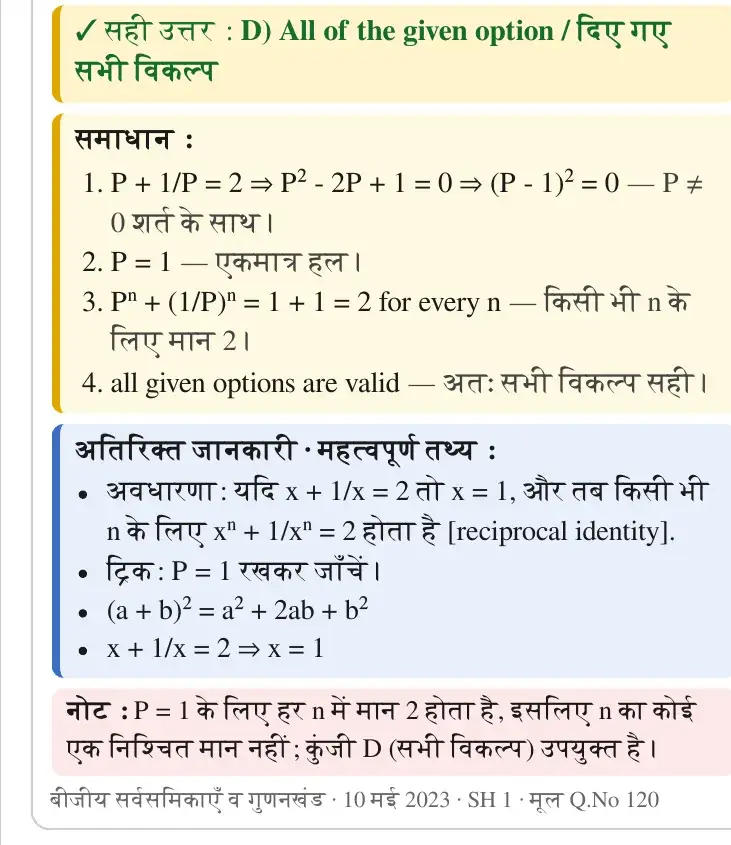 ✓ सही उत्तर : D) All of the given option / दिए गए
सभी विकल्प
समाधान :
1. P + 1/P = 2 ⇒ P² - 2P + 1 = 0 ⇒ (P - 1)² = 0 — P ≠
0 शर्त के साथ।
2. P = 1 — एकमात्र हल।
3. Pⁿ + (1/P)ⁿ = 1 + 1 = 2 for every n — किसी भी n के
लिए मान 2।
4. all given options are valid — अतः सभी विकल्प सही।
अतिरिक्त जानकारी · महत्वपूर्ण तथ्य :
• अवधारणा : यदि x + 1/x = 2 तो x = 1, और तब किसी भी
n के लिए xⁿ + 1/xⁿ = 2 होता है [reciprocal identity].
• ट्रिक : P = 1 रखकर जाँचें।
• (a + b)² = a² + 2ab + b²
• x + 1/x = 2 ⇒ x = 1
नोट : P = 1 के लिए हर n में मान 2 होता है, इसलिए n का कोई
एक निश्चित मान नहीं ; कुंजी D (सभी विकल्प) उपयुक्त है।
बीजीय सर्वसमिकाएँ व गुणनखंड · 10 मई 2023 · SH 1 · मूल Q.No 120